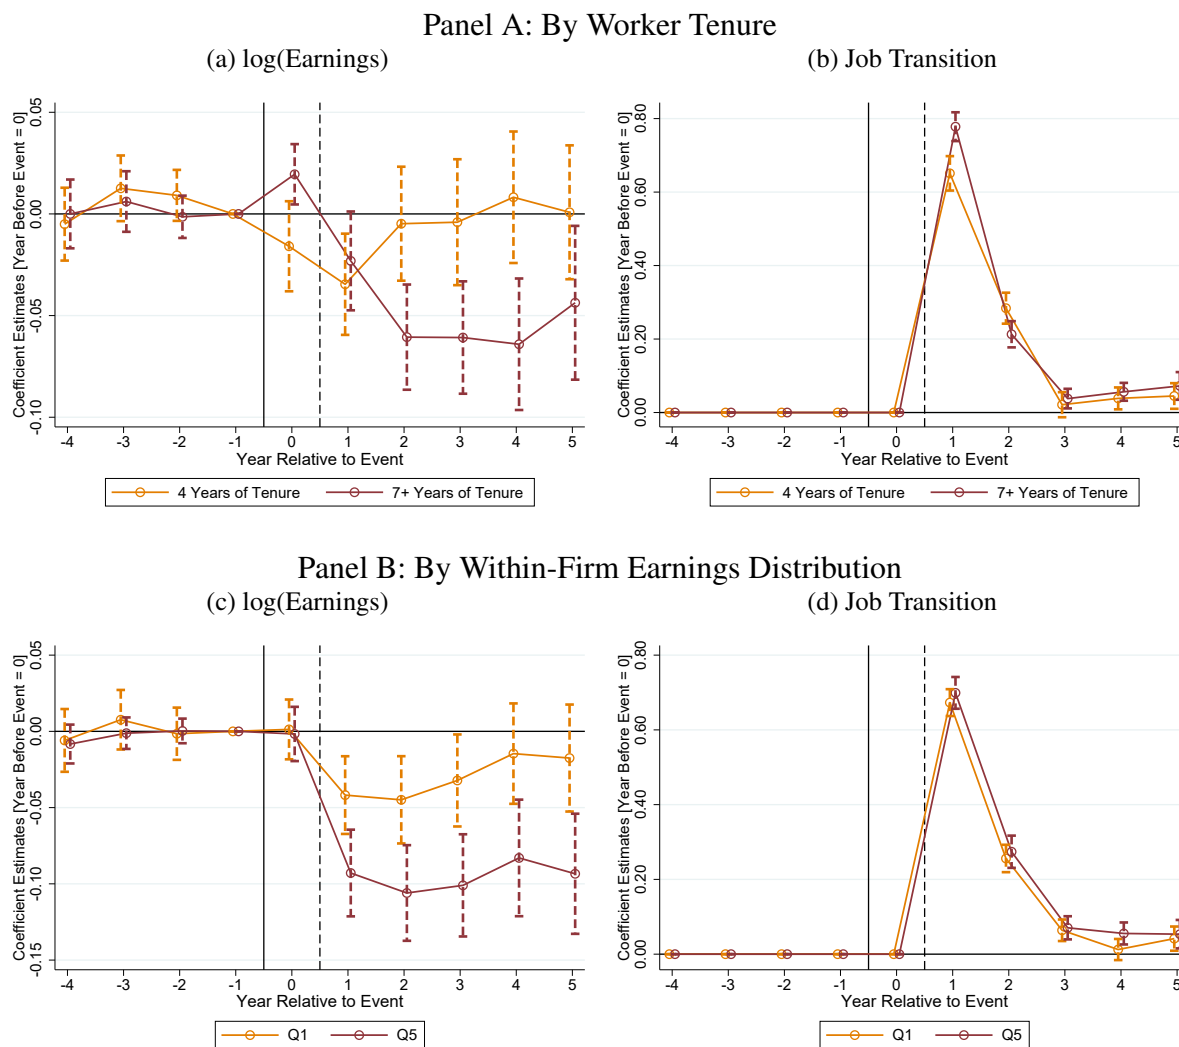 Panel A: By Worker Tenure
(a) log(Earnings)
(b) Job Transition
Coefficient Estimates [Year Before Event = 0]
0.05
0.00
-0.05
-0.10
-4 -3 -2 -1 0 1 2 3 4 5
Year Relative to Event
4 Years of Tenure 7+ Years of Tenure
Coefficient Estimates [Year Before Event = 0]
0.80
0.60
0.40
0.20
0.00
-4 -3 -2 -1 0 1 2 3 4 5
Year Relative to Event
4 Years of Tenure 7+ Years of Tenure
Panel B: By Within-Firm Earnings Distribution
(c) log(Earnings)
(d) Job Transition
Coefficient Estimates [Year Before Event = 0]
0.05
0.00
-0.05
-0.10
-0.15
-4 -3 -2 -1 0 1 2 3 4 5
Year Relative to Event
Q1 Q5
Coefficient Estimates [Year Before Event = 0]
0.80
0.60
0.40
0.20
0.00
-4 -3 -2 -1 0 1 2 3 4 5
Year Relative to Event
Q1 Q5